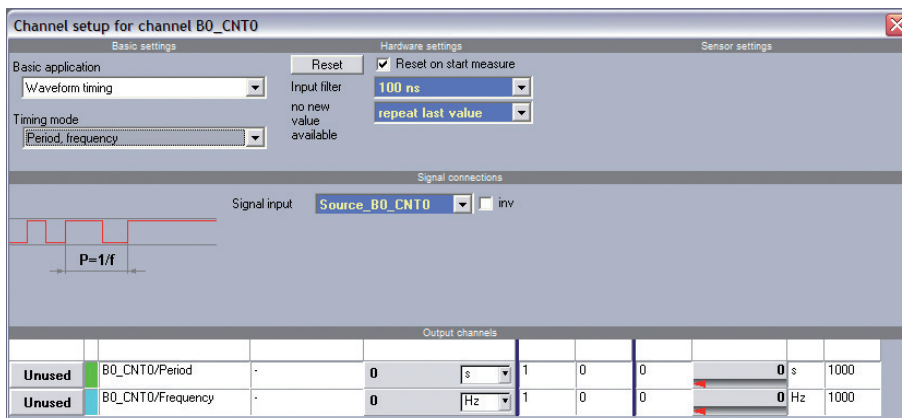 Channel setup for channel B0_CNT0
Basic settings
Hardware settings
Sensor settings
Basic application
Waveform timing
Timing mode
Period, frequency
Reset
Reset on start measure
Input filter
100 ns
no new
value
available
repeat last value
Signal connections
Signal input
Source_B0_CNT0
inv
P=1/f
Output channels
Unused B0_CNT0/Period - 0 s 1 0 0 0 s 1000
Unused B0_CNT0/Frequency - 0 Hz 1 0 0 0 Hz 1000